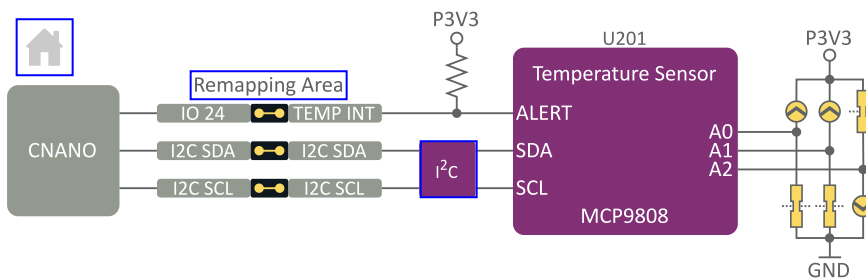 P3V3
U201
P3V3
Remapping Area
Temperature Sensor
CNANO
IO 24
TEMP INT
ALERT
A0
I2C SDA
I2C SDA
I²C
SDA
A1
A2
I2C SCL
I2C SCL
SCL
MCP9808
GND